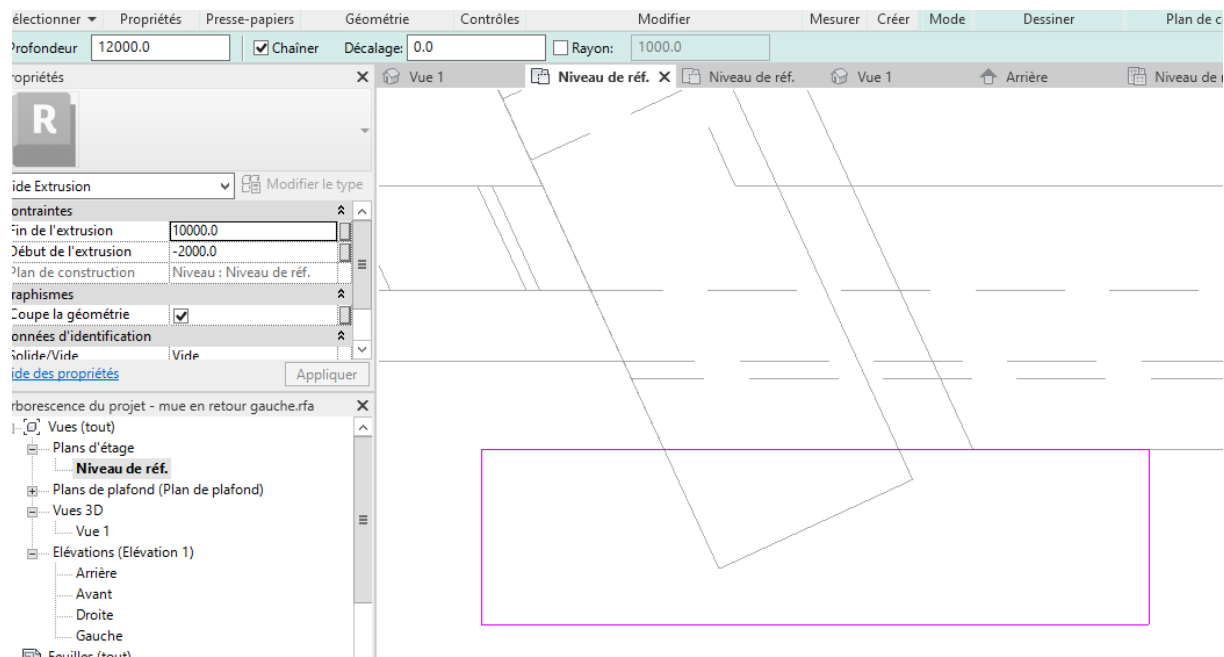 électionner Propriétés Presse-papiers Géométrie Contrôles Modifier Mesurer Créer Mode Dessiner Plan de c
Profondeur 12000.0 Chaîner Décalage: 0.0 Rayon: 1000.0
ropriétés X Vue 1 Niveau de réf. X Niveau de réf. Vue 1 Arrière Niveau de r
R
ide Extrusion Modifier le type
ontraintes
Fin de l'extrusion 10000.0
Début de l'extrusion -2000.0
Plan de construction Niveau : Niveau de réf.
raphismes
Coupe la géométrie
onnées d'identification
Solide/Vide Vide
ide des propriétés Appliquer
rborescence du projet - mue en retour gauche.rfa X
Vues (tout)
Plans d'étage
Niveau de réf.
Plans de plafond (Plan de plafond)
Vues 3D
Vue 1
Elévations (Elévation 1)
Arrière
Avant
Droite
Gauche
Feuilles (tout)